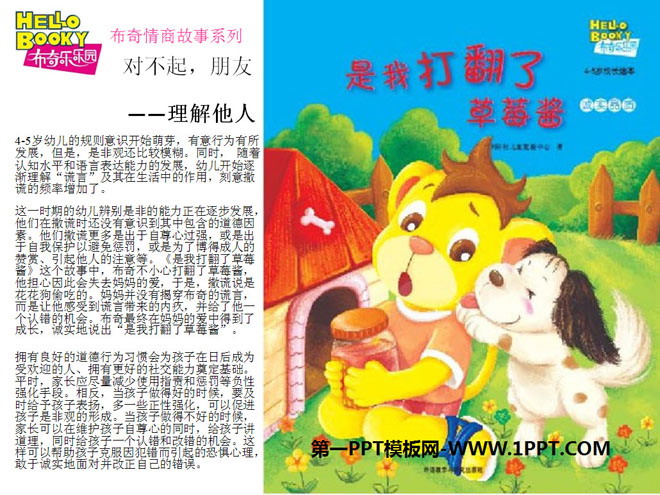 HELLO
BOOKY
布奇乐乐园
布奇情商故事系列
对不起，朋友
——理解他人
4-5岁幼儿的规则意识开始萌芽，有意行为有所
发展，但是，是非观还比较模糊。同时， 随着
认知水平和语言表达能力的发展，幼儿开始逐
渐理解“谎言”及其在生活中的作用，刻意撒
谎的频率增加了。
这一时期的幼儿辨别是非的能力正在逐步发展，
他们在撒谎时还没有意识到其中包含的道德因
素。他们撒谎更多是出于自尊心过强，或是出
于自我保护以避免惩罚，或是为了博得成人的
赞赏、引起他人的注意等。《是我打翻了草莓
酱》这个故事中，布奇不小心打翻了草莓酱，
他担心因此会失去妈妈的爱，于是，撒谎说是
花花狗偷吃的。妈妈并没有揭穿布奇的谎言，
而是让他感受到谎言带来的内疚，并给了他一
个认错的机会。布奇最终在妈妈的爱中得到了
成长，诚实地说出“是我打翻了草莓酱”。
拥有良好的道德行为习惯会为孩子在日后成为
受欢迎的人、拥有更好的社交能力奠定基础。
平时，家长应尽量减少使用指责和惩罚等负性
强化手段。相反，当孩子做得好的时候，要及
时给予孩子表扬，多一些正性强化，可以促进
孩子是非观的形成。当孩子做得不好的时候，
家长可以在维护孩子自尊心的同时，给孩子讲
道理，同时给孩子一个认错和改错的机会。这
样可以帮助孩子克服因犯错而引起的恐惧心理，
敢于诚实地面对并改正自己的错误。
HELLO
BOOKY
布奇乐乐园
是我打翻了
草莓酱
第一PPT模板网-WWW.1PPT.COM